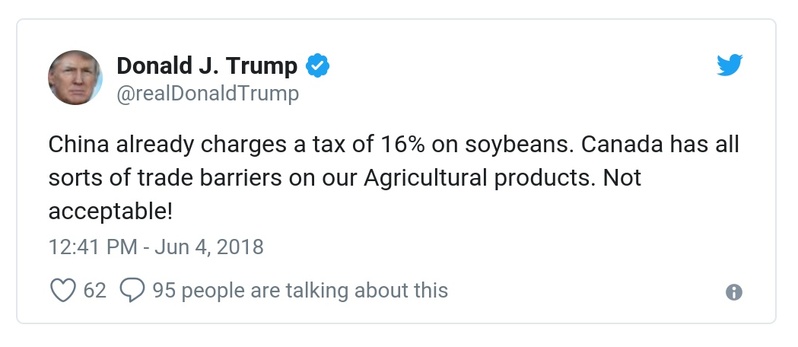 Donald J. Trump
@realDonaldTrump
China already charges a tax of 16% on soybeans. Canada has all
sorts of trade barriers on our Agricultural products. Not
acceptable!
12:41 PM - Jun 4, 2018
62 95 people are talking about this